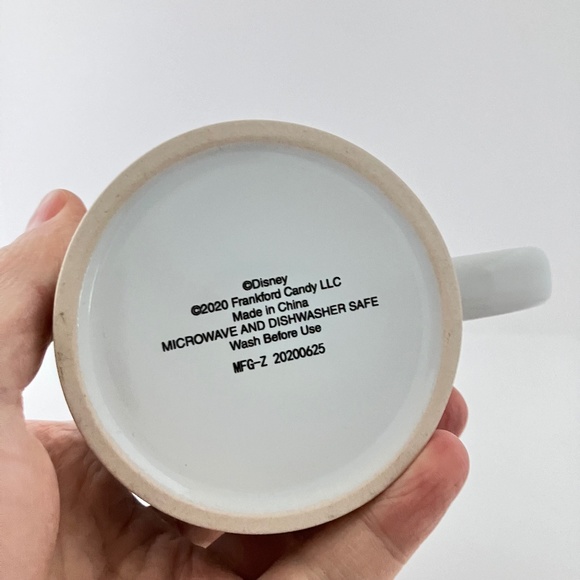 ©Disney
©2020 Frankford Candy LLC
Made in China
MICROWAVE AND DISHWASHER SAFE
Wash Before Use
MFG-Z 20200625